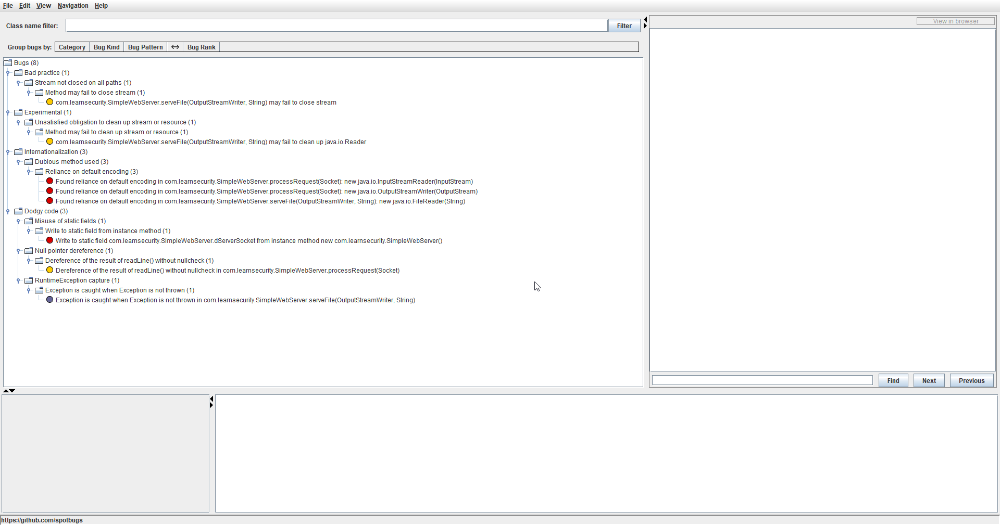 File Edit View Navigation Help
Class name filter: Filter
View in browser
Group bugs by: Category Bug Kind Bug Pattern ↔ Bug Rank
Bugs (8)
Bad practice (1)
Stream not closed on all paths (1)
Method may fail to close stream (1)
com.learnsecurity.SimpleWebServer.serveFile(OutputStreamWriter, String) may fail to close stream
Experimental (1)
Unsatisfied obligation to clean up stream or resource (1)
Method may fail to clean up stream or resource (1)
com.learnsecurity.SimpleWebServer.serveFile(OutputStreamWriter, String) may fail to clean up java.io.Reader
Internationalization (3)
Dubious method used (3)
Reliance on default encoding (3)
Found reliance on default encoding in com.learnsecurity.SimpleWebServer.processRequest(Socket): new java.io.InputStreamReader(InputStream)
Found reliance on default encoding in com.learnsecurity.SimpleWebServer.processRequest(Socket): new java.io.OutputStreamWriter(OutputStream)
Found reliance on default encoding in com.learnsecurity.SimpleWebServer.serveFile(OutputStreamWriter, String): new java.io.FileReader(String)
Dodgy code (3)
Misuse of static fields (1)
Write to static field from instance method (1)
Write to static field com.learnsecurity.SimpleWebServer.dServerSocket from instance method new com.learnsecurity.SimpleWebServer()
Null pointer dereference (1)
Dereference of the result of readLine() without nullcheck (1)
Dereference of the result of readLine() without nullcheck in com.learnsecurity.SimpleWebServer.processRequest(Socket)
RuntimeException capture (1)
Exception is caught when Exception is not thrown (1)
Exception is caught when Exception is not thrown in com.learnsecurity.SimpleWebServer.serveFile(OutputStreamWriter, String)
Find Next Previous
https://github.com/spotbugs